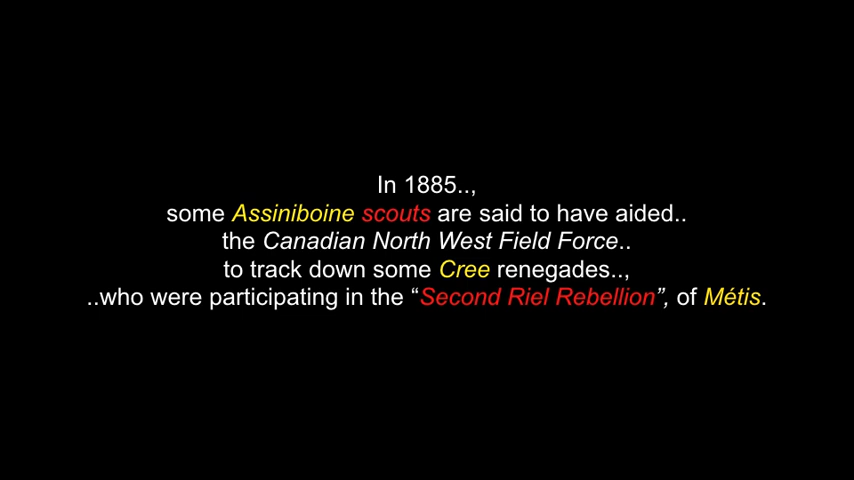 In 1885..,
some Assiniboine scouts are said to have aided..
the Canadian North West Field Force..
to track down some Cree renegades..,
..who were participating in the “Second Riel Rebellion”, of Métis.